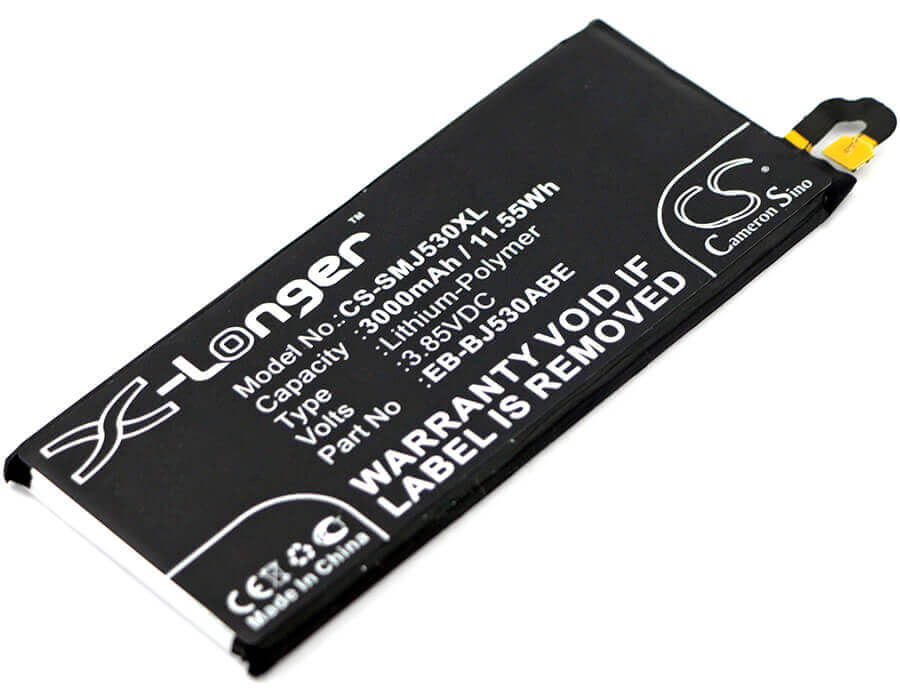 X-Longer™
Model No.: CS-SMJ530XL
Capacity : 3000mAh / 11.55Wh
Type : Lithium-Polymer
Volts : 3.85VDC
Part No : EB-BJ530ABE
WARRANTY VOID IF
LABEL IS REMOVED
CS
Cameron Sino
CE
Made In China